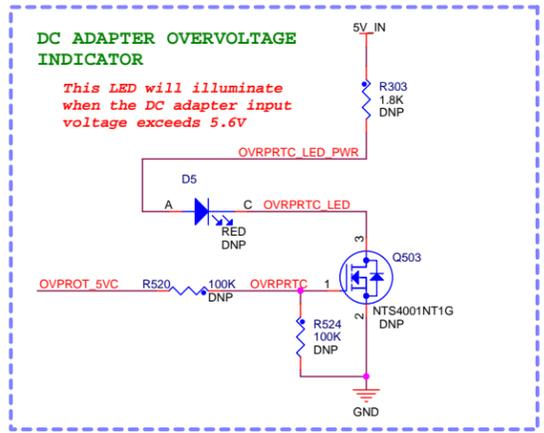 DC ADAPTER OVERVOLTAGE
INDICATOR
This LED will illuminate
when the DC adapter input
voltage exceeds 5.6V
5V_IN
R303
1.8K
DNP
OVRPRTC_LED_PWR
D5
A
C
OVRPRTC_LED
RED
DNP
3
Q503
OVPROT_5VC
R520
100K
DNP
OVRPRTC
1
NTS4001NT1G
DNP
2
R524
100K
DNP
GND